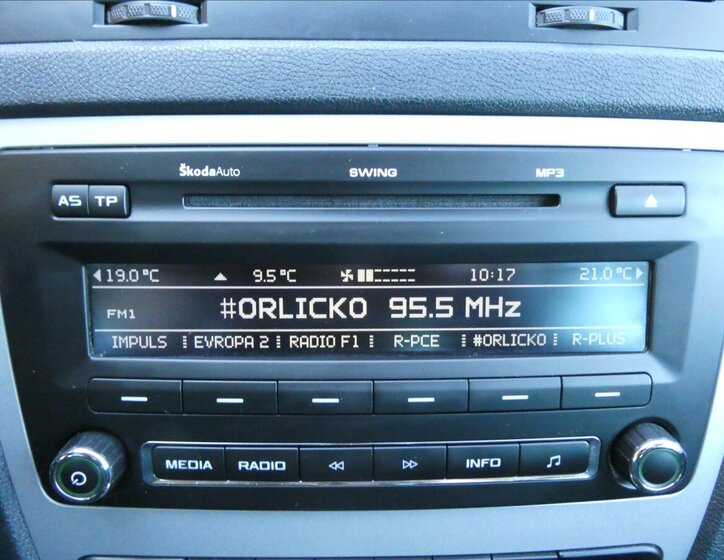 ŠkodaAuto SWING MP3
AS TP
19.0°C 9.5°C 10:17 21.0°C
FM1 #ORLICKO 95.5 MHz
IMPULS EVROPA 2 RADIO F1 R-PCE #ORLICKO R-PLUS
MEDIA RADIO INFO